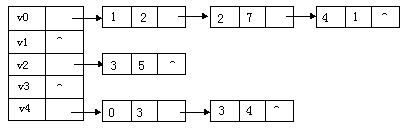 v0 1 2 2 7 4 1 ^
v1 ^
v2 3 5 ^
v3 ^
v4 0 3 3 4 ^